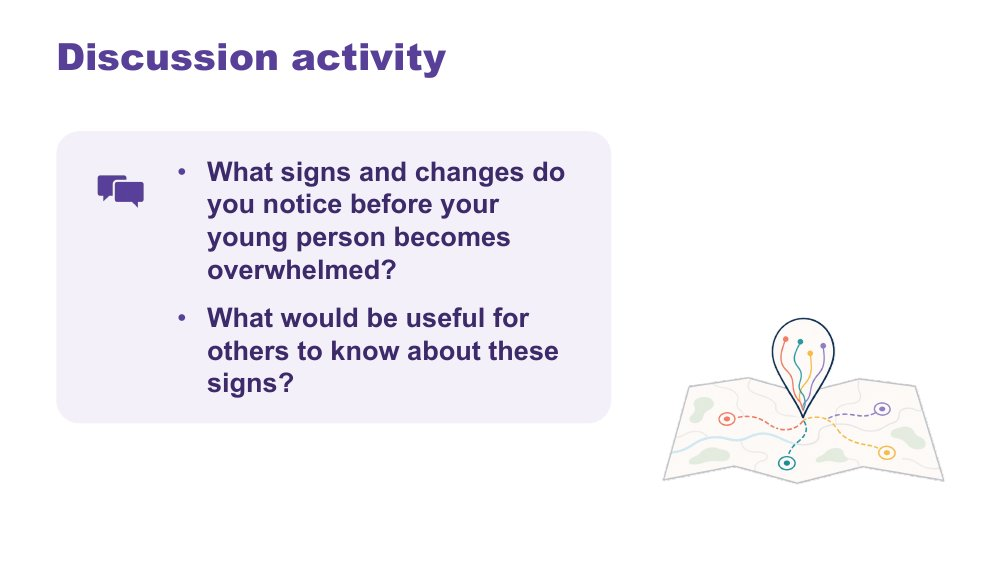 Discussion activity
• What signs and changes do
you notice before your
young person becomes
overwhelmed?
• What would be useful for
others to know about these
signs?